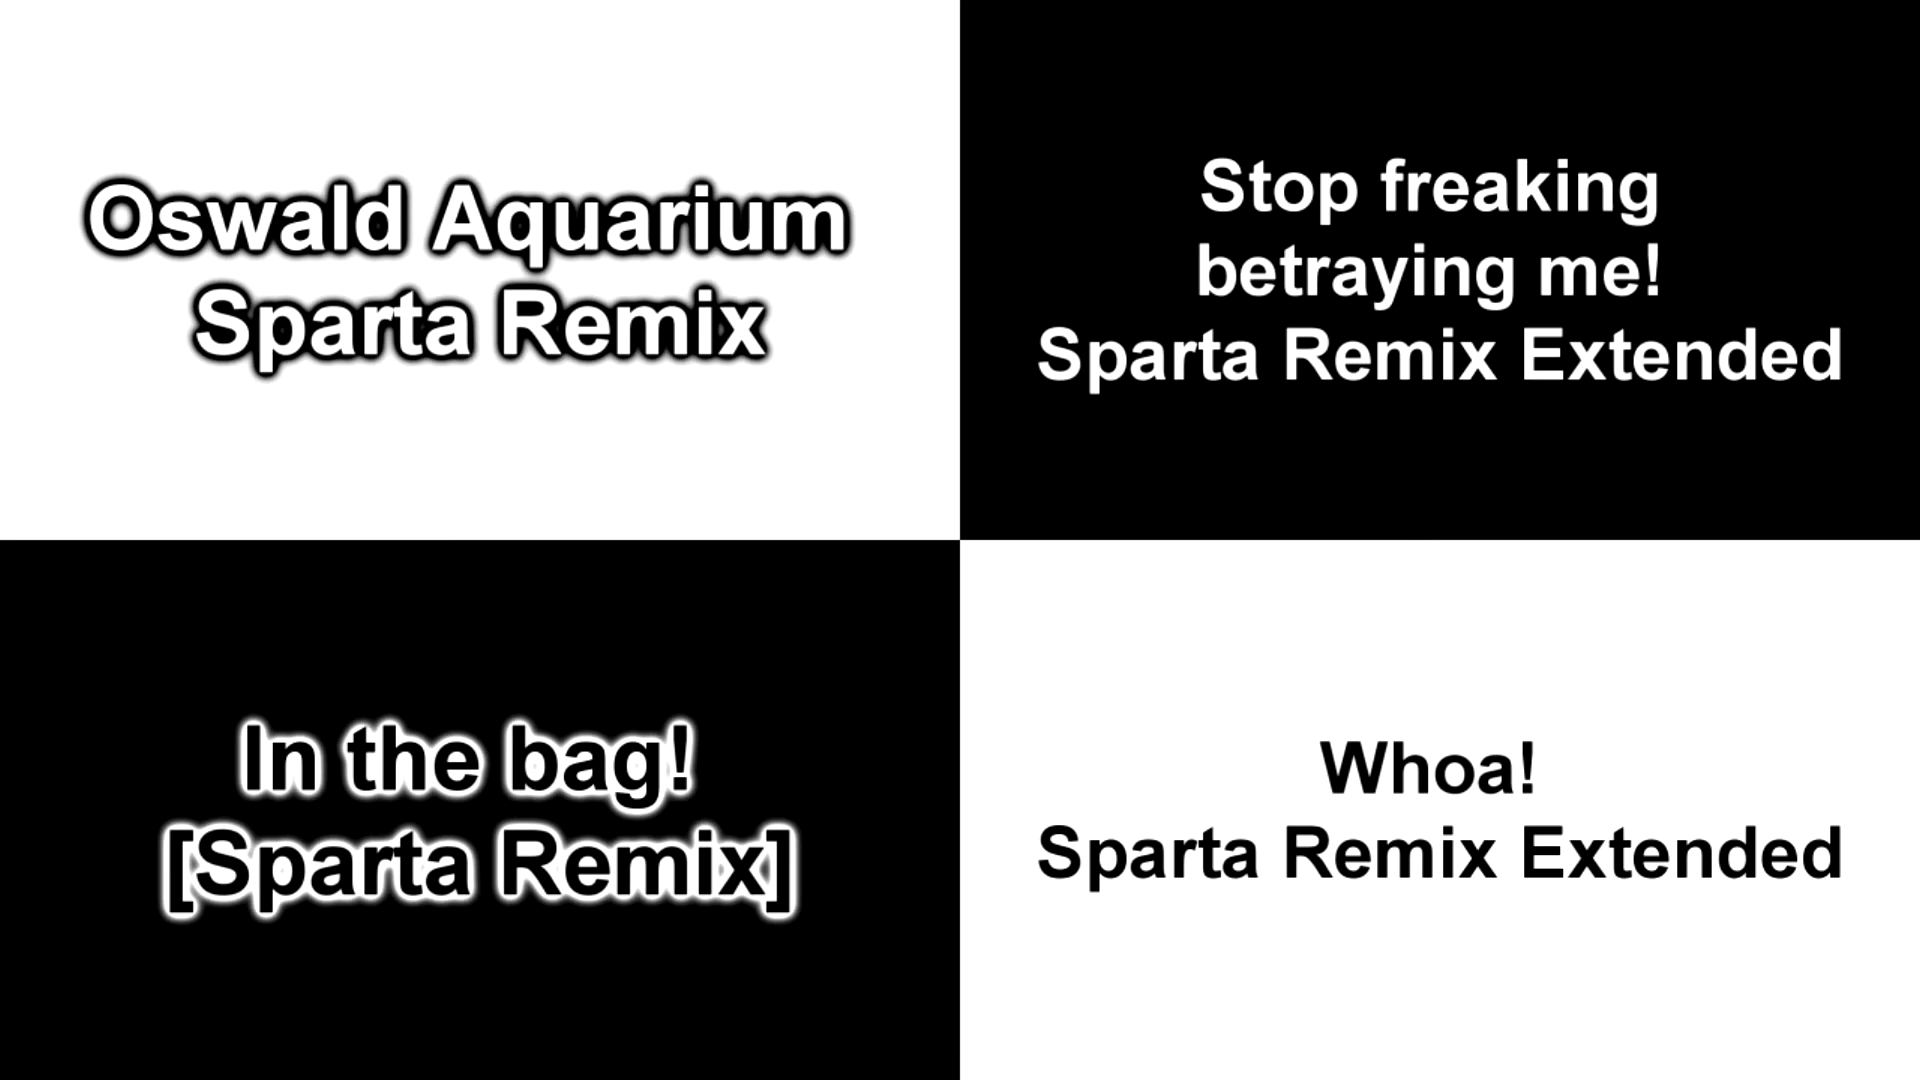 Oswald Aquarium
Sparta Remix
Stop freaking
betraying me!
Sparta Remix Extended
In the bag!
[Sparta Remix]
Whoa!
Sparta Remix Extended